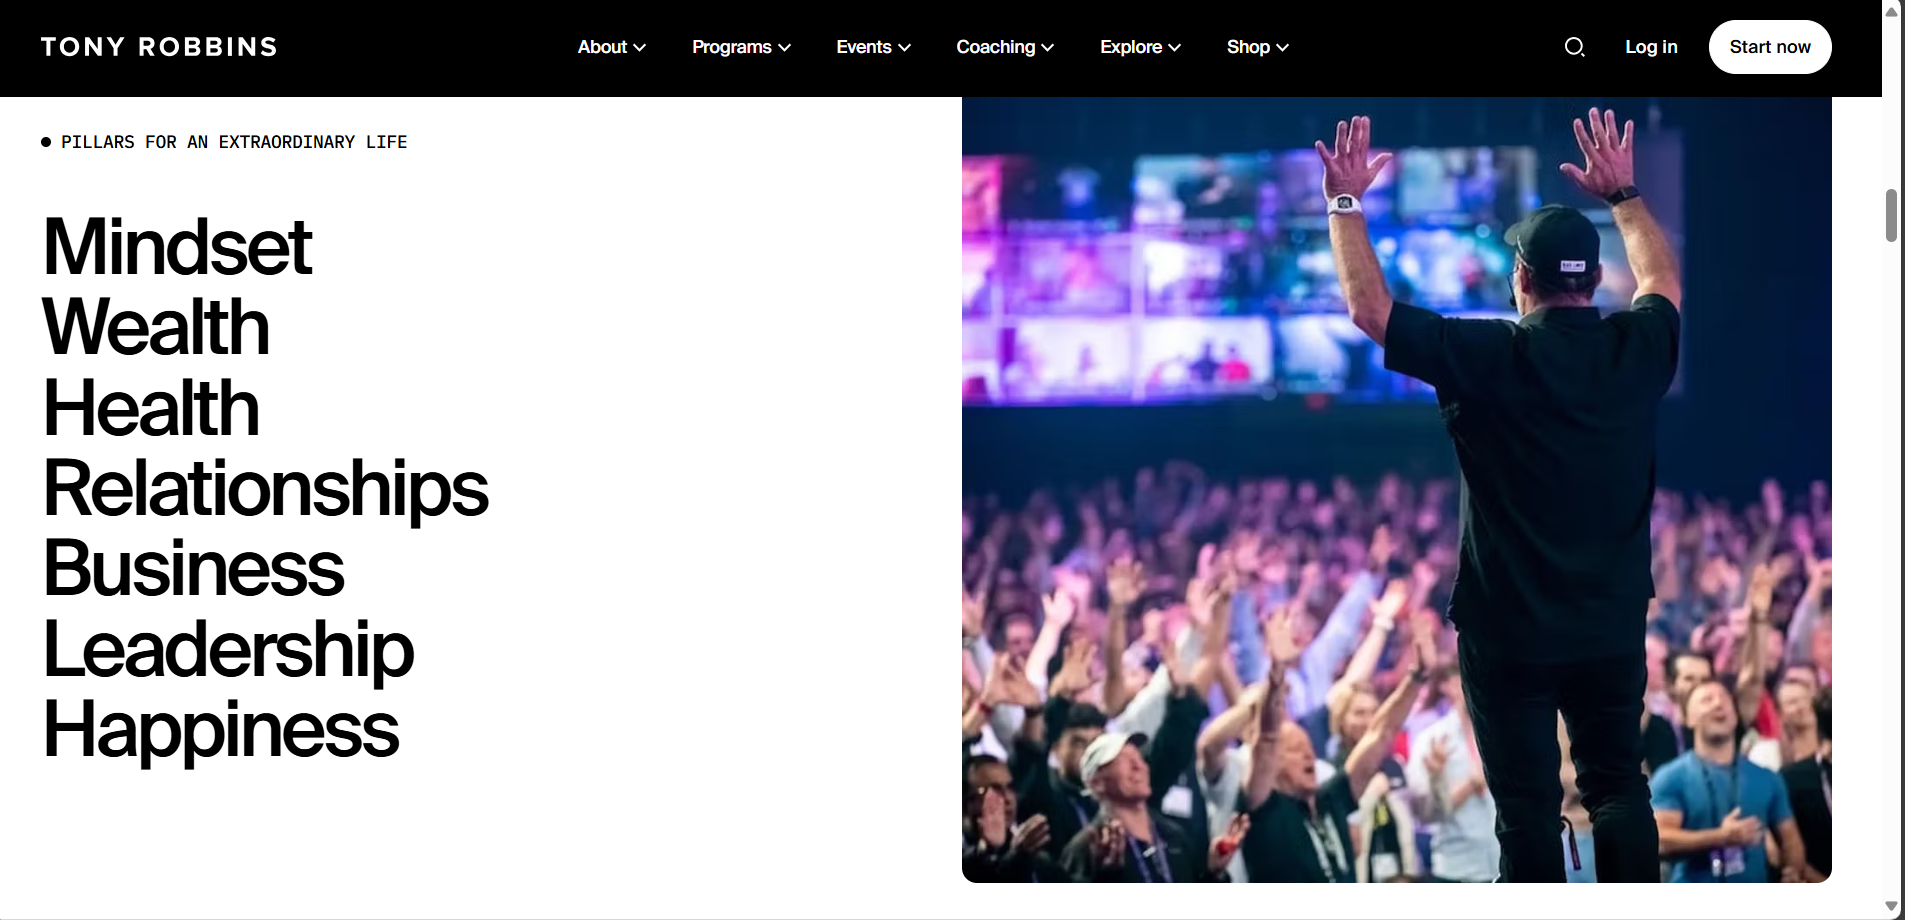 TONY ROBBINS
About
Programs
Events
Coaching
Explore
Shop
Log in
Start now
PILLARS FOR AN EXTRAORDINARY LIFE
Mindset
Wealth
Health
Relationships
Business
Leadership
Happiness